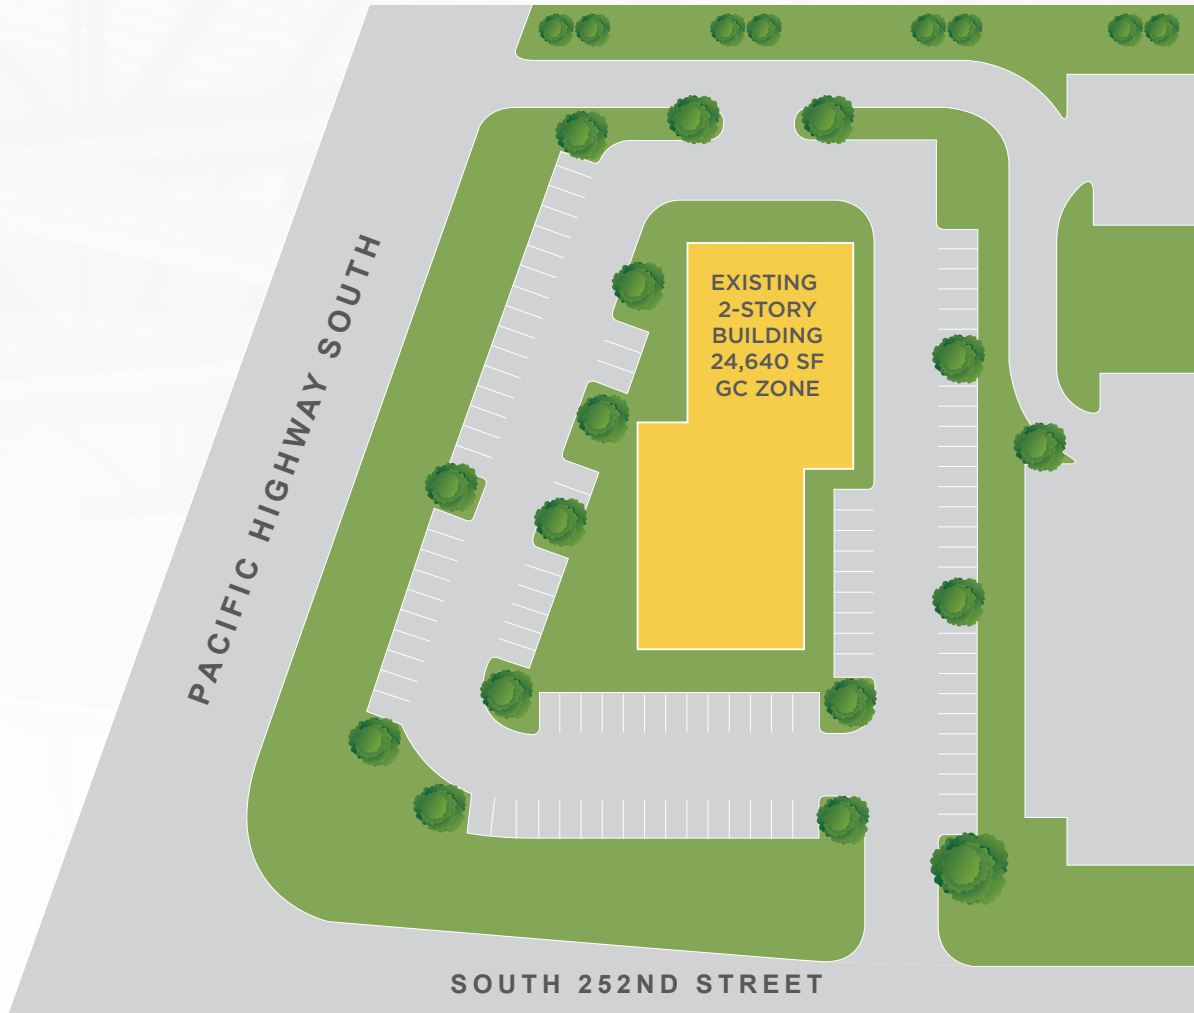 EXISTING
2-STORY
BUILDING
24,640 SF
GC ZONE
PACIFIC HIGHWAY SOUTH
SOUTH 252ND STREET